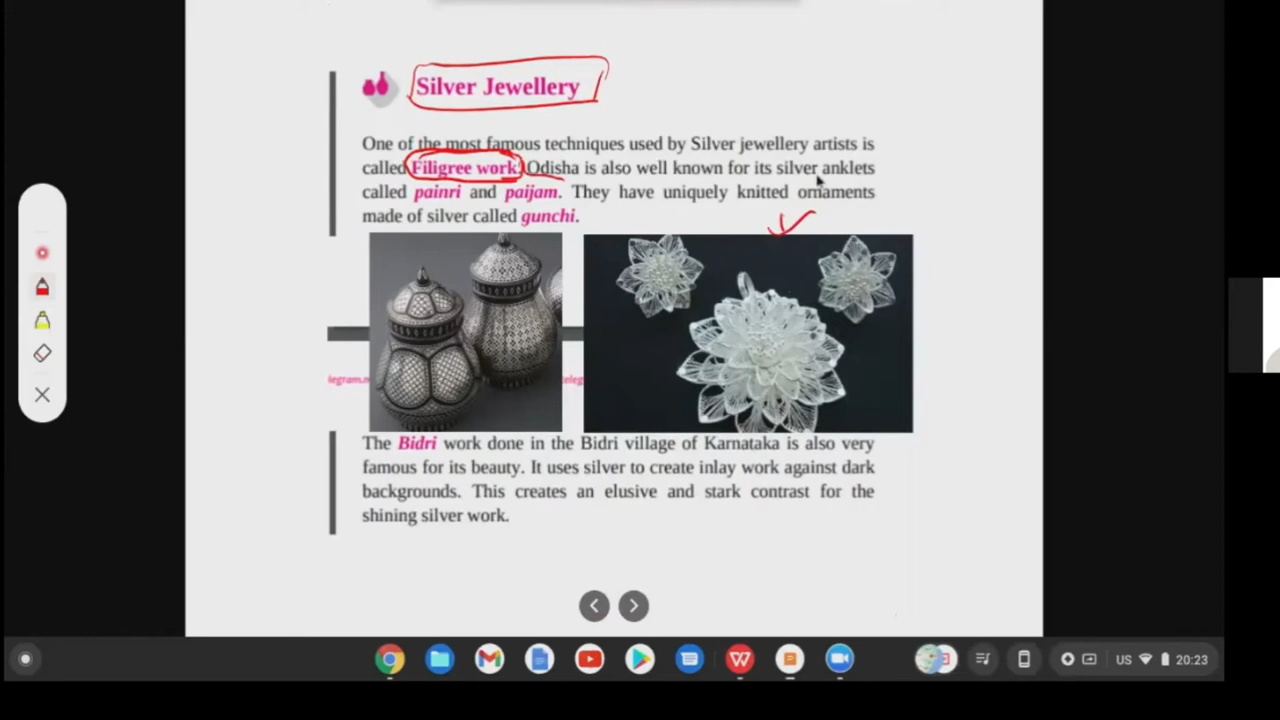 Silver Jewellery
One of the most famous techniques used by Silver jewellery artists is
called Filigree work! Odisha is also well known for its silver anklets
called painri and paijam. They have uniquely knitted ornaments
made of silver called gunchi.
legram.m
teleg
The Bidri work done in the Bidri village of Karnataka is also very
famous for its beauty. It uses silver to create inlay work against dark
backgrounds. This creates an elusive and stark contrast for the
shining silver work.
US 20:23